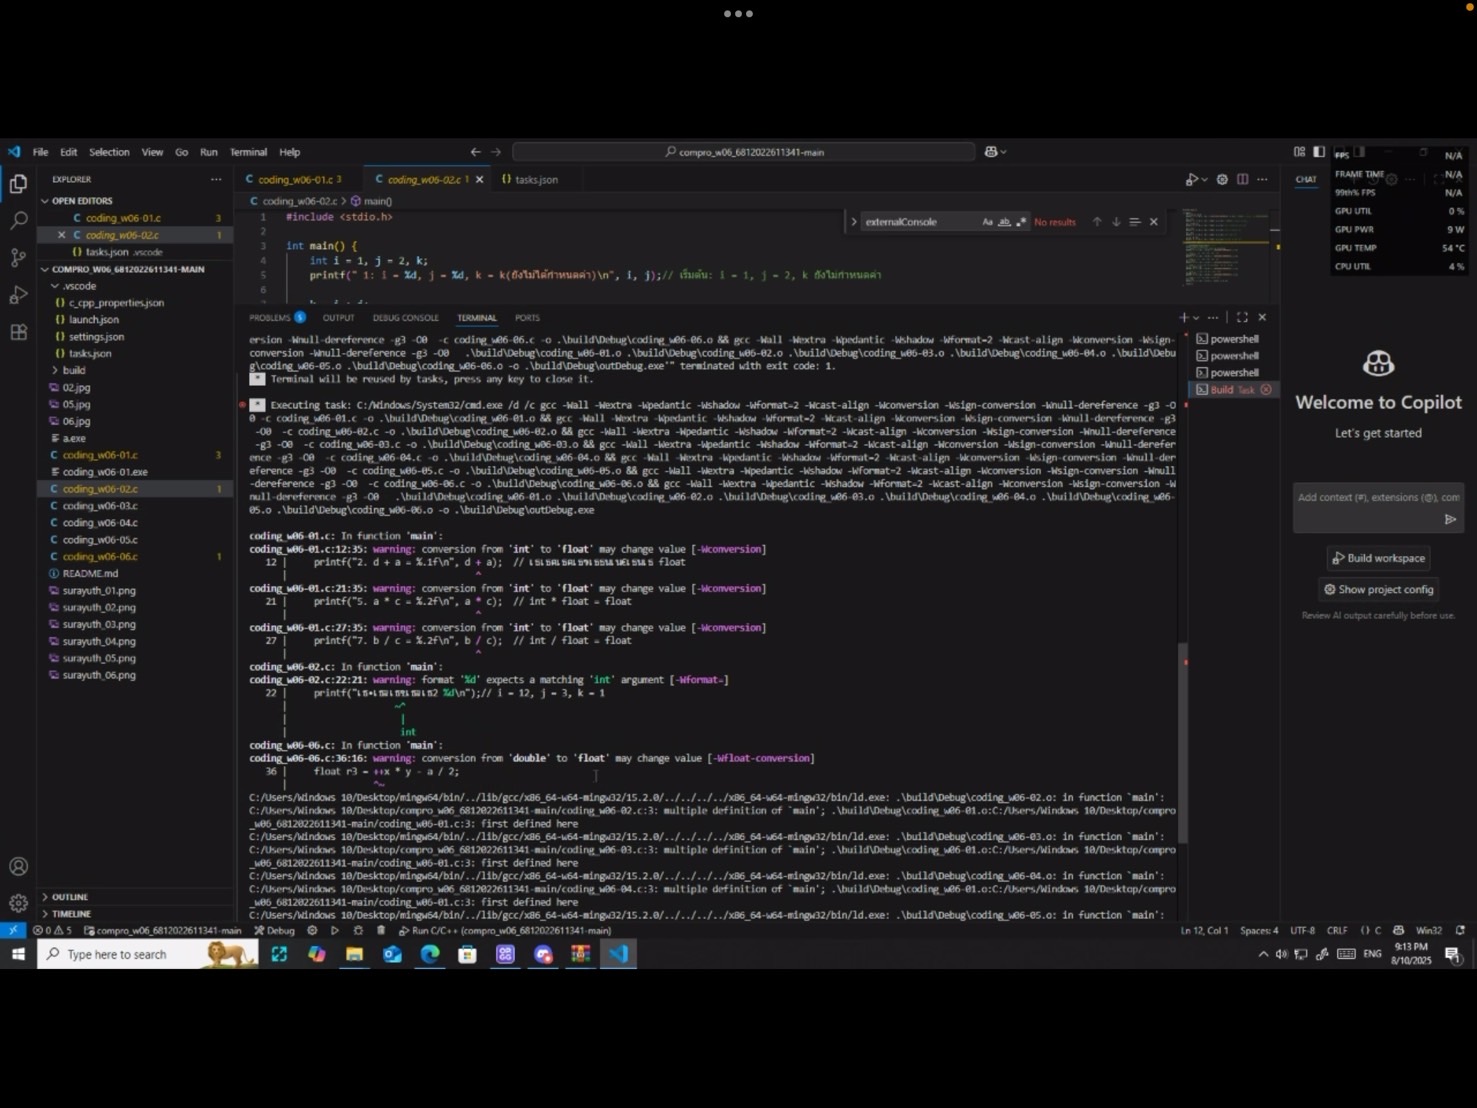 File Edit Selection View Go Run Terminal Help
compro_w06_6812022611341-main
FPS N/A
FRAME TIME N/A
99th% FPS N/A
GPU UTIL 0 %
GPU PWR 9 W
GPU TEMP 54 °C
CPU UTIL 4 %
EXPLORER
OPEN EDITORS
coding_w06-01.c 3
coding_w06-02.c 1
tasks.json .vscode
COMPRO_W06_6812022611341-MAIN
.vscode
c_cpp_properties.json
launch.json
settings.json
tasks.json
build
02.jpg
05.jpg
06.jpg
a.exe
coding_w06-01.c 3
coding_w06-01.exe
coding_w06-02.c 1
coding_w06-03.c
coding_w06-04.c
coding_w06-05.c
coding_w06-06.c 1
README.md
surayuth_01.png
surayuth_02.png
surayuth_03.png
surayuth_04.png
surayuth_05.png
surayuth_06.png
OUTLINE
TIMELINE
coding_w06-01.c 3 coding_w06-02.c 1 tasks.json
coding_w06-02.c > main()
externalConsole Aa ab No results
1 #include <stdio.h>
2
3 int main() {
4 int i = 1, j = 2, k;
5 printf(" 1: i = %d, j = %d, k = k(ยังไม่ได้กำหนดค่า)\n", i, j);// เริ่มต้น: i = 1, j = 2, k ยังไม่กำหนดค่า
6
PROBLEMS 5 OUTPUT DEBUG CONSOLE TERMINAL PORTS
ersion -Wnull-dereference -g3 -O0 -c coding_w06-06.c -o .\build\Debug\coding_w06-06.o && gcc -Wall -Wextra -Wpedantic -Wshadow -Wformat=2 -Wcast-align -Wconversion -Wsign-
conversion -Wnull-dereference -g3 -O0 .\build\Debug\coding_w06-01.o .\build\Debug\coding_w06-02.o .\build\Debug\coding_w06-03.o .\build\Debug\coding_w06-04.o .\build\Debu
g\coding_w06-05.o .\build\Debug\coding_w06-06.o -o .\build\Debug\outDebug.exe'" terminated with exit code: 1.
* Terminal will be reused by tasks, press any key to close it.
* Executing task: C:/Windows/System32/cmd.exe /d /c gcc -Wall -Wextra -Wpedantic -Wshadow -Wformat=2 -Wcast-align -Wconversion -Wsign-conversion -Wnull-dereference -g3 -O
0 -c coding_w06-01.c -o .\build\Debug\coding_w06-01.o && gcc -Wall -Wextra -Wpedantic -Wshadow -Wformat=2 -Wcast-align -Wconversion -Wsign-conversion -Wnull-dereference -g3
-O0 -c coding_w06-02.c -o .\build\Debug\coding_w06-02.o && gcc -Wall -Wextra -Wpedantic -Wshadow -Wformat=2 -Wcast-align -Wconversion -Wsign-conversion -Wnull-dereference
-g3 -O0 -c coding_w06-03.c -o .\build\Debug\coding_w06-03.o && gcc -Wall -Wextra -Wpedantic -Wshadow -Wformat=2 -Wcast-align -Wconversion -Wsign-conversion -Wnull-derefer
ence -g3 -O0 -c coding_w06-04.c -o .\build\Debug\coding_w06-04.o && gcc -Wall -Wextra -Wpedantic -Wshadow -Wformat=2 -Wcast-align -Wconversion -Wsign-conversion -Wnull-der
eference -g3 -O0 -c coding_w06-05.c -o .\build\Debug\coding_w06-05.o && gcc -Wall -Wextra -Wpedantic -Wshadow -Wformat=2 -Wcast-align -Wconversion -Wsign-conversion -Wnull
-dereference -g3 -O0 -c coding_w06-06.c -o .\build\Debug\coding_w06-06.o && gcc -Wall -Wextra -Wpedantic -Wshadow -Wformat=2 -Wcast-align -Wconversion -Wsign-conversion -W
null-dereference -g3 -O0 .\build\Debug\coding_w06-01.o .\build\Debug\coding_w06-02.o .\build\Debug\coding_w06-03.o .\build\Debug\coding_w06-04.o .\build\Debug\coding_w06-
05.o .\build\Debug\coding_w06-06.o -o .\build\Debug\outDebug.exe
coding_w06-01.c: In function 'main':
coding_w06-01.c:12:35: warning: conversion from 'int' to 'float' may change value [-Wconversion]
12 | printf("2. d + a = %.1f\n", d + a); // float
| ^
coding_w06-01.c:21:35: warning: conversion from 'int' to 'float' may change value [-Wconversion]
21 | printf("5. a * c = %.2f\n", a * c); // int * float = float
| ^
coding_w06-01.c:27:35: warning: conversion from 'int' to 'float' may change value [-Wconversion]
27 | printf("7. b / c = %.2f\n", b / c); // int / float = float
| ^
coding_w06-02.c: In function 'main':
coding_w06-02.c:22:21: warning: format '%d' expects a matching 'int' argument [-Wformat=]
22 | printf(" %d\n");// i = 12, j = 3, k = 1
| ~^
| |
| int
coding_w06-06.c: In function 'main':
coding_w06-06.c:36:16: warning: conversion from 'double' to 'float' may change value [-Wfloat-conversion]
36 | float r3 = ++x * y - a / 2;
| ^~
C:/Users/Windows 10/Desktop/mingw64/bin/../lib/gcc/x86_64-w64-mingw32/15.2.0/../../../../x86_64-w64-mingw32/bin/ld.exe: .\build\Debug\coding_w06-02.o: in function `main':
C:/Users/Windows 10/Desktop/compro_w06_6812022611341-main/coding_w06-02.c:3: multiple definition of `main'; .\build\Debug\coding_w06-01.o:C:/Users/Windows 10/Desktop/compro
_w06_6812022611341-main/coding_w06-01.c:3: first defined here
C:/Users/Windows 10/Desktop/mingw64/bin/../lib/gcc/x86_64-w64-mingw32/15.2.0/../../../../x86_64-w64-mingw32/bin/ld.exe: .\build\Debug\coding_w06-03.o: in function `main':
C:/Users/Windows 10/Desktop/compro_w06_6812022611341-main/coding_w06-03.c:3: multiple definition of `main'; .\build\Debug\coding_w06-01.o:C:/Users/Windows 10/Desktop/compro
_w06_6812022611341-main/coding_w06-01.c:3: first defined here
C:/Users/Windows 10/Desktop/mingw64/bin/../lib/gcc/x86_64-w64-mingw32/15.2.0/../../../../x86_64-w64-mingw32/bin/ld.exe: .\build\Debug\coding_w06-04.o: in function `main':
C:/Users/Windows 10/Desktop/compro_w06_6812022611341-main/coding_w06-04.c:3: multiple definition of `main'; .\build\Debug\coding_w06-01.o:C:/Users/Windows 10/Desktop/compro
_w06_6812022611341-main/coding_w06-01.c:3: first defined here
C:/Users/Windows 10/Desktop/mingw64/bin/../lib/gcc/x86_64-w64-mingw32/15.2.0/../../../../x86_64-w64-mingw32/bin/ld.exe: .\build\Debug\coding_w06-05.o: in function `main':
powershell
powershell
powershell
Build Task
CHAT
Welcome to Copilot
Let's get started
Add context (#), extensions (@), com
Build workspace
Show project config
Review AI output carefully before use.
0 5 compro_w06_6812022611341-main Debug Run C/C++ (compro_w06_6812022611341-main) Ln 12, Col 1 Spaces: 4 UTF-8 CRLF {} C Win32
Type here to search
ENG
9:13 PM
8/10/2025
1